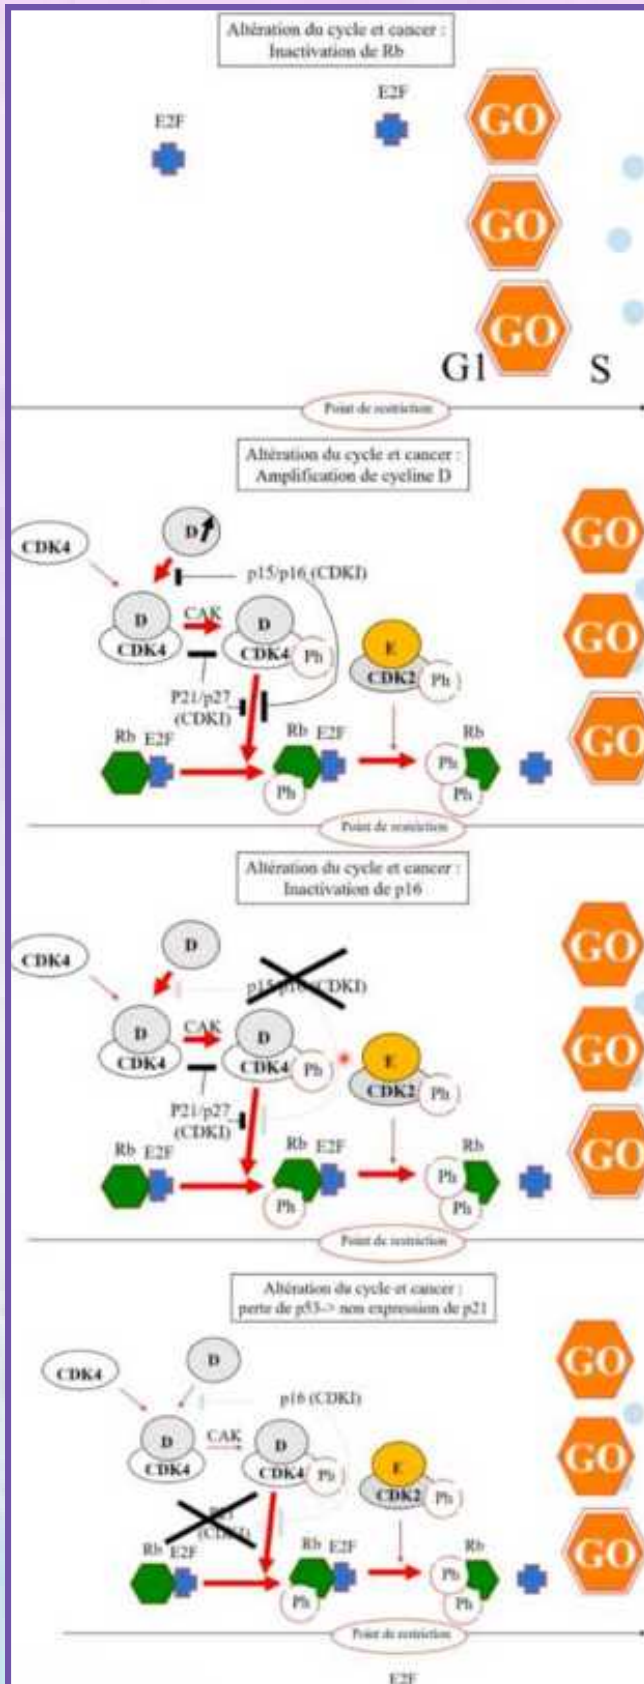 Altération du cycle et cancer :
Inactivation de Rb
E2F
E2F
GO
GO
GO
G1
S
Point de restriction
Altération du cycle et cancer :
Amplification de cycline D
GO
D
CDK4
p15/p16 (CDKI)
D
CAK
D
CDK4
CDK4
Ph
E
CDK2
Ph
GO
P21/p27
(CDKI)
Rb E2F
Rb E2F
Rb
Ph
Ph
Ph
GO
Point de restriction
Altération du cycle et cancer :
Inactivation de p16
GO
D
CDK4
p15/p16 (CDKI)
D
CAK
D
CDK4
CDK4
Ph
E
CDK2
Ph
GO
P21/p27
(CDKI)
Rb E2F
Rb E2F
Rb
Ph
Ph
Ph
GO
Point de restriction
Altération du cycle et cancer :
perte de p53-> non expression de p21
GO
D
CDK4
p16 (CDKI)
D
CAK
D
CDK4
CDK4
Ph
E
CDK2
Ph
GO
(CDKI)
Rb E2F
Rb E2F
Rb
Ph
Ph
Ph
GO
Point de restriction
E2F